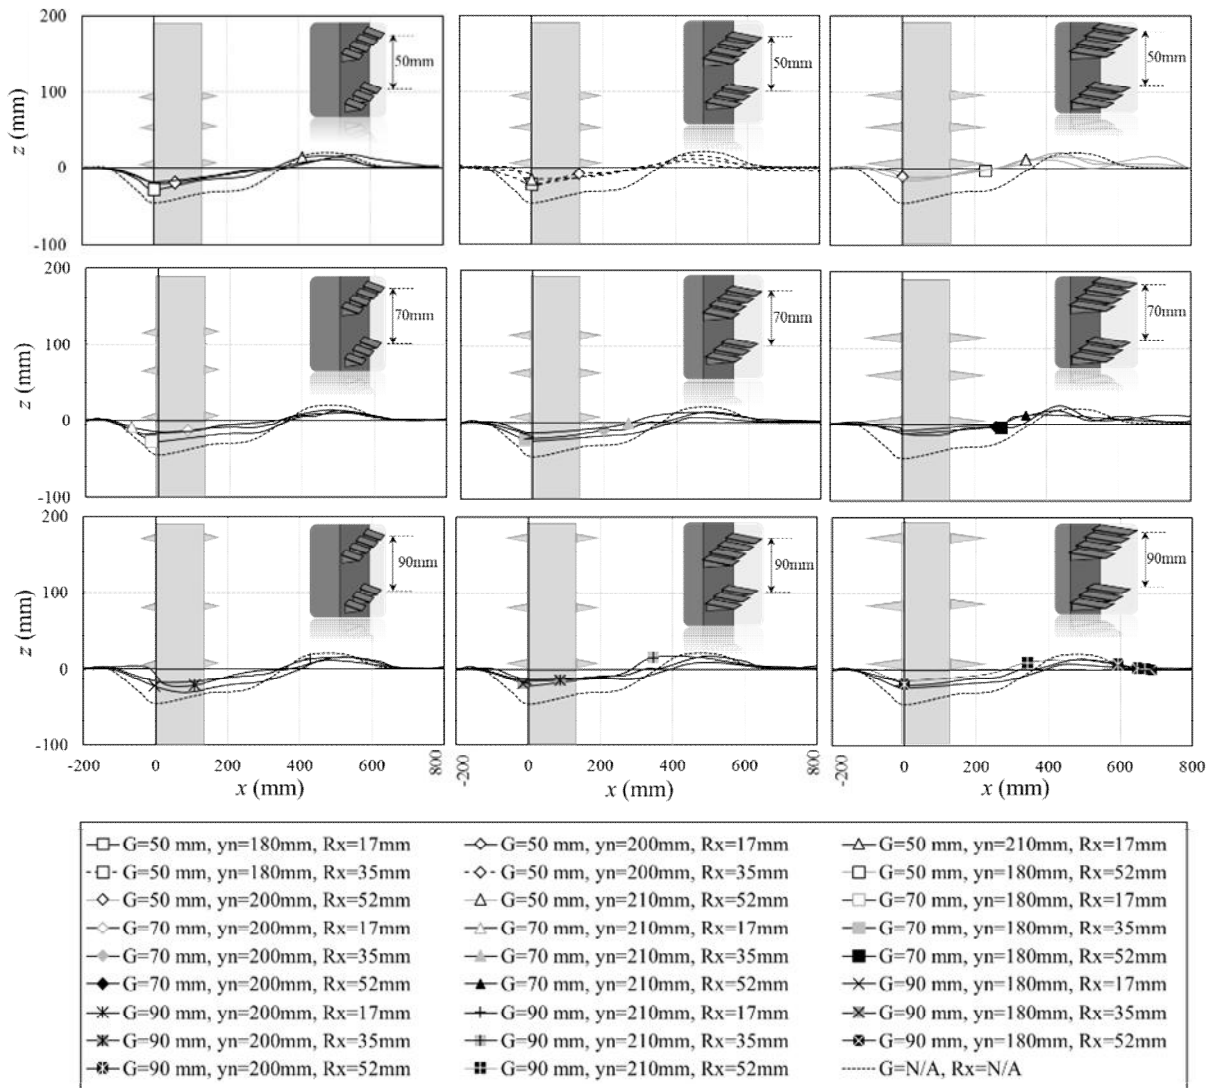 200
100
0
-100
z (mm)
50mm
50mm
50mm
200
100
0
-100
z (mm)
70mm
70mm
70mm
200
100
0
-100
z (mm)
90mm
90mm
90mm
-200 0 200 400 600 800
-200 0 200 400 600 800
-200 0 200 400 600 800
x (mm) x (mm) x (mm)
G=50 mm, yn=180mm, Rx=17mm G=50 mm, yn=200mm, Rx=17mm G=50 mm, yn=210mm, Rx=17mm
G=50 mm, yn=180mm, Rx=35mm G=50 mm, yn=200mm, Rx=35mm G=50 mm, yn=180mm, Rx=52mm
G=50 mm, yn=200mm, Rx=52mm G=50 mm, yn=210mm, Rx=52mm G=70 mm, yn=180mm, Rx=17mm
G=70 mm, yn=200mm, Rx=17mm G=70 mm, yn=210mm, Rx=17mm G=70 mm, yn=180mm, Rx=35mm
G=70 mm, yn=200mm, Rx=35mm G=70 mm, yn=210mm, Rx=35mm G=70 mm, yn=180mm, Rx=52mm
G=70 mm, yn=200mm, Rx=52mm G=70 mm, yn=210mm, Rx=52mm G=90 mm, yn=180mm, Rx=17mm
G=90 mm, yn=200mm, Rx=17mm G=90 mm, yn=210mm, Rx=17mm G=90 mm, yn=180mm, Rx=35mm
G=90 mm, yn=200mm, Rx=35mm G=90 mm, yn=210mm, Rx=35mm G=90 mm, yn=180mm, Rx=52mm
G=90 mm, yn=200mm, Rx=52mm G=90 mm, yn=210mm, Rx=52mm G=N/A, Rx=N/A